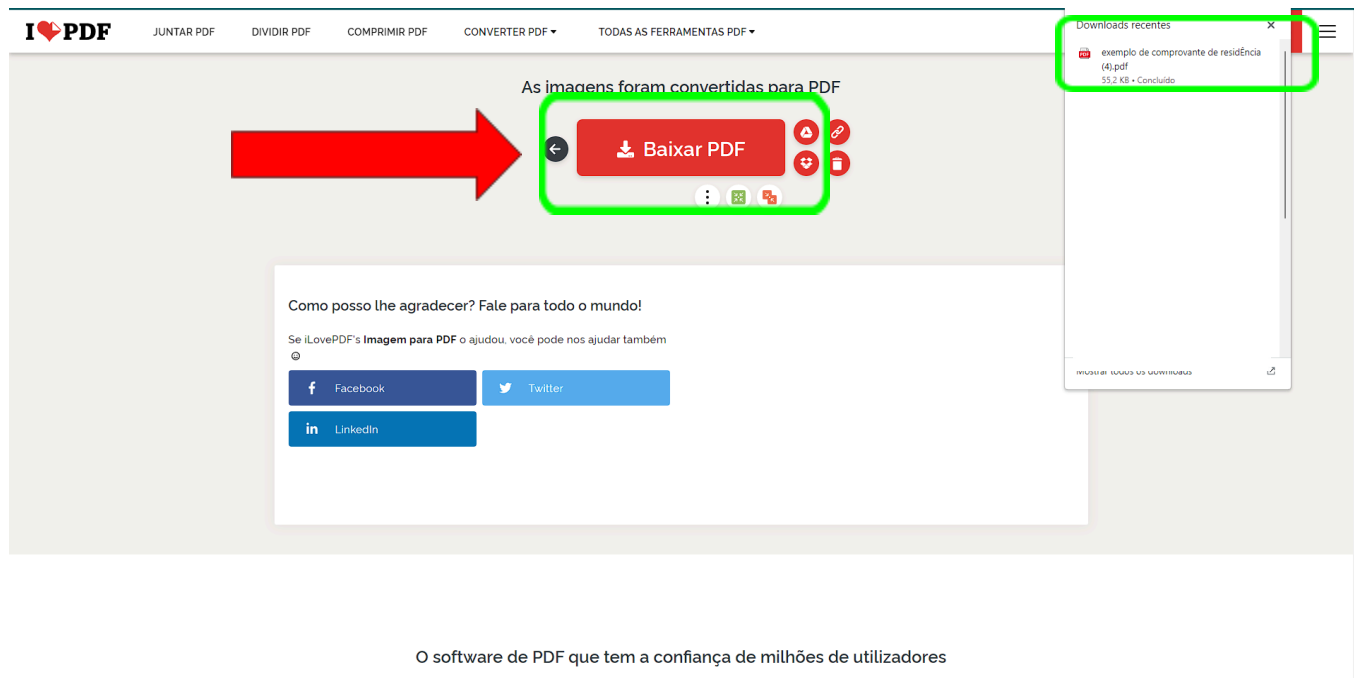 I PDF
JUNTAR PDF
DIVIDIR PDF
COMPRIMIR PDF
CONVERTER PDF
TODAS AS FERRAMENTAS PDF
Downloads recentes
exemplo de comprovante de residÊncia
(4).pdf
55,2 KB • Concluído
As imagens foram convertidas para PDF
Baixar PDF
Como posso lhe agradecer? Fale para todo o mundo!
Se iLovePDF's Imagem para PDF o ajudou, você pode nos ajudar também
Facebook
Twitter
LinkedIn
Mostrar todos os downloads
O software de PDF que tem a confiança de milhões de utilizadores